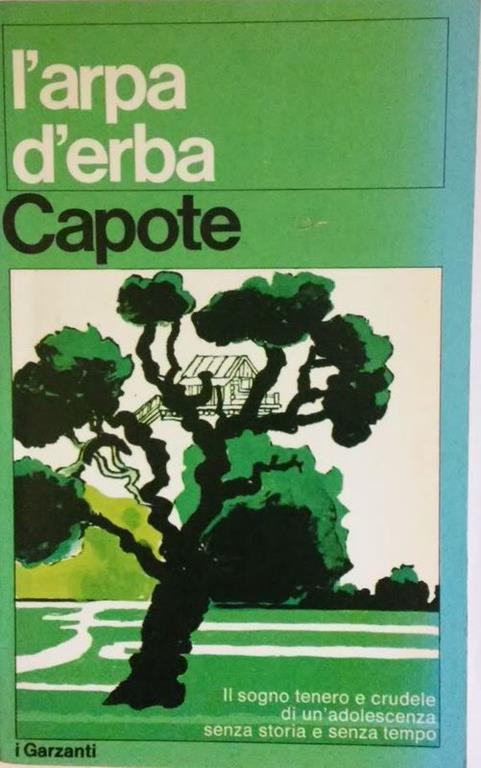 l'arpa
d'erba
Capote
Il sogno tenero e crudele
di un'adolescenza
senza storia e senza tempo
i Garzanti